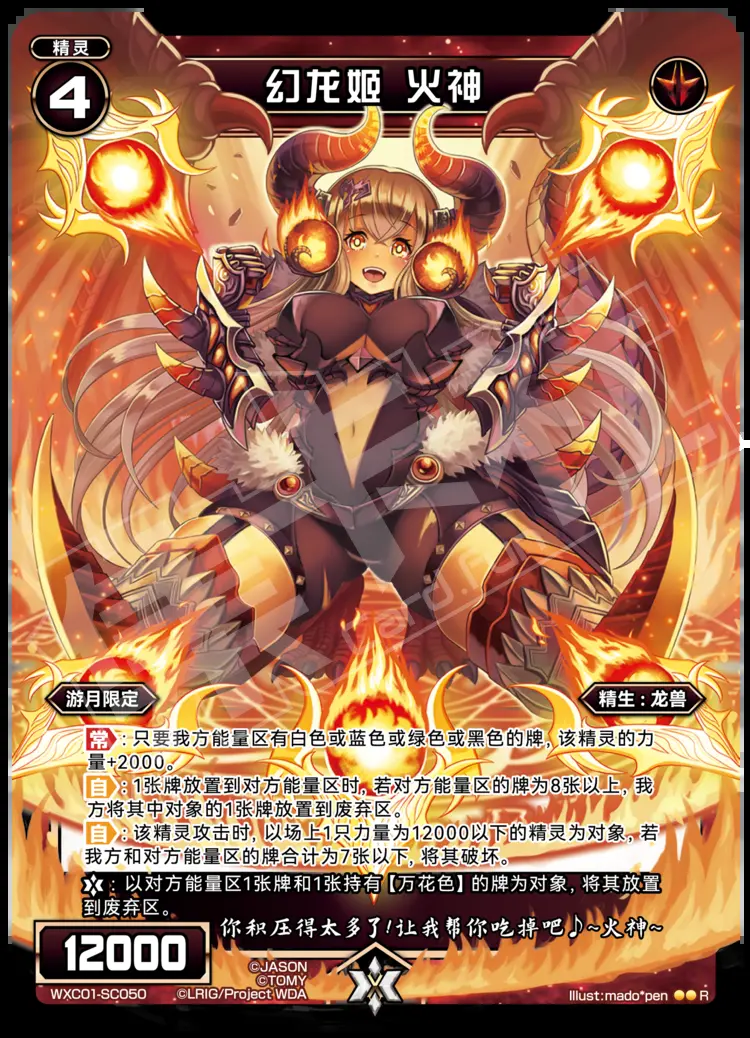 精灵
4
幻龙姬 火神
游月限定
精生：龙兽
常：只要我方能量区有白色或蓝色或绿色或黑色的牌，该精灵的力
量+2000。
自：1张牌放置到对方能量区时，若对方能量区的牌为8张以上，我
方将其中对象的1张牌放置到废弃区。
自：该精灵攻击时，以场上1只力量为12000以下的精灵为对象，若
我方和对方能量区的牌合计为7张以下，将其破坏。
：以对方能量区1张牌和1张持有【万花色】的牌为对象，将其放置
到废弃区。
你积压得太多了！让我帮你吃掉吧♪~火神~
12000
©JASON
©TOMY
WXC01-SC050 ©LRIG/Project WDA
Illust:mado*pen R